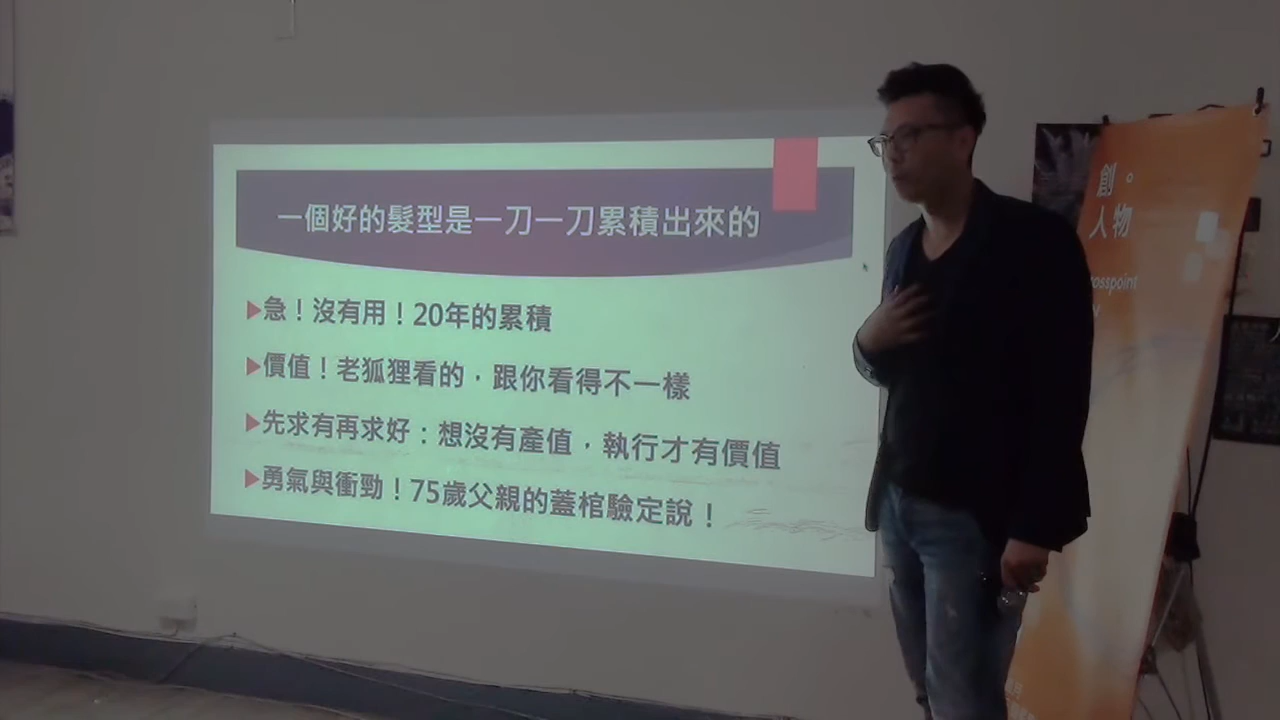 一個好的髮型是一刀一刀累積出來的
急！沒有用！20年的累積
價值！老狐狸看的，跟你看得不一樣
先求有再求好：想沒有產值，執行才有價值
勇氣與衝勁！75歲父親的蓋棺驗定說！
創。
人物